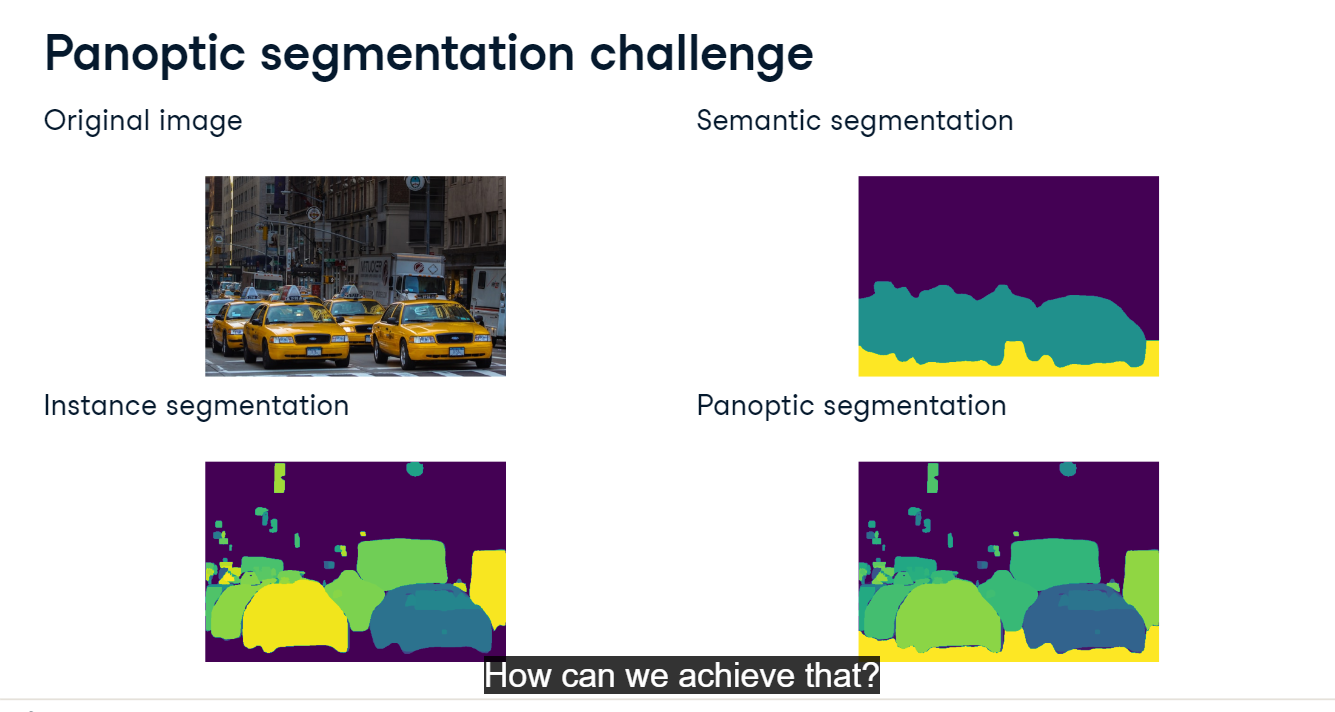 Panoptic segmentation challenge
Original image
Semantic segmentation
Instance segmentation
Panoptic segmentation
How can we achieve that?